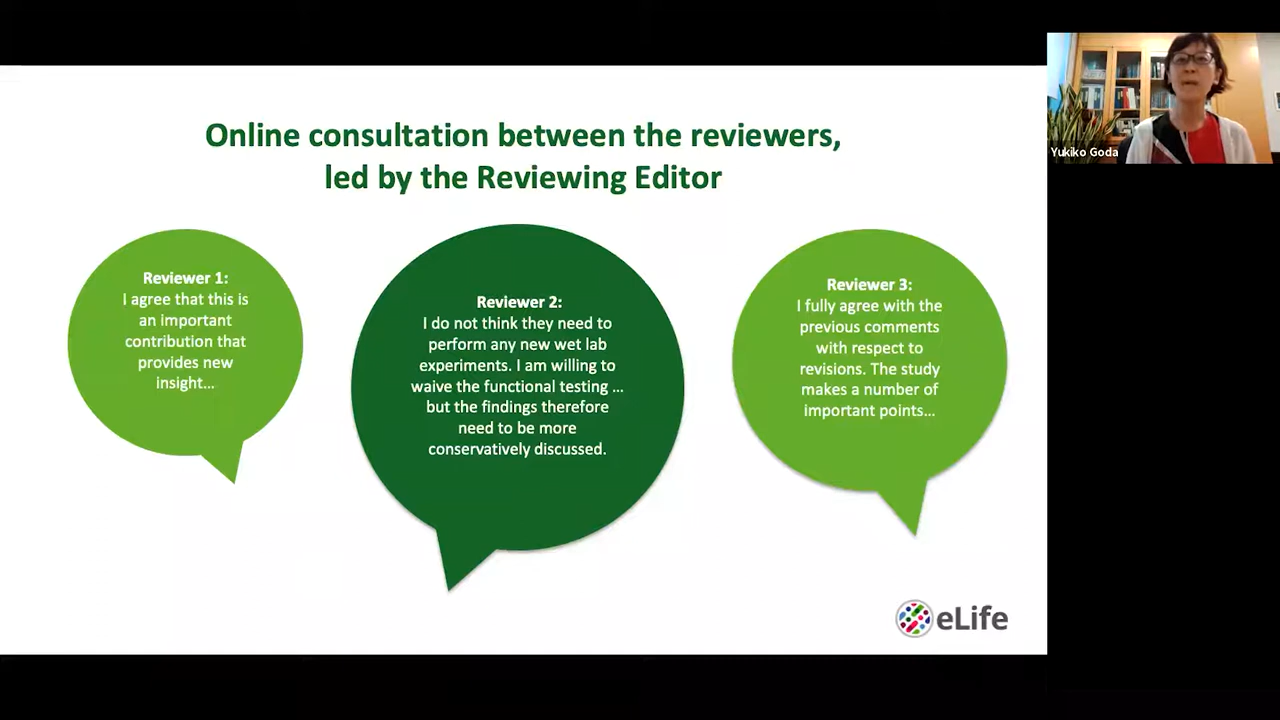 Online consultation between the reviewers,
led by the Reviewing Editor
Reviewer 1:
I agree that this is
an important
contribution that
provides new
insight…
Reviewer 2:
I do not think they need to
perform any new wet lab
experiments. I am willing to
waive the functional testing …
but the findings therefore
need to be more
conservatively discussed.
Reviewer 3:
I fully agree with the
previous comments
with respect to
revisions. The study
makes a number of
important points…
eLife
Yukiko Goda